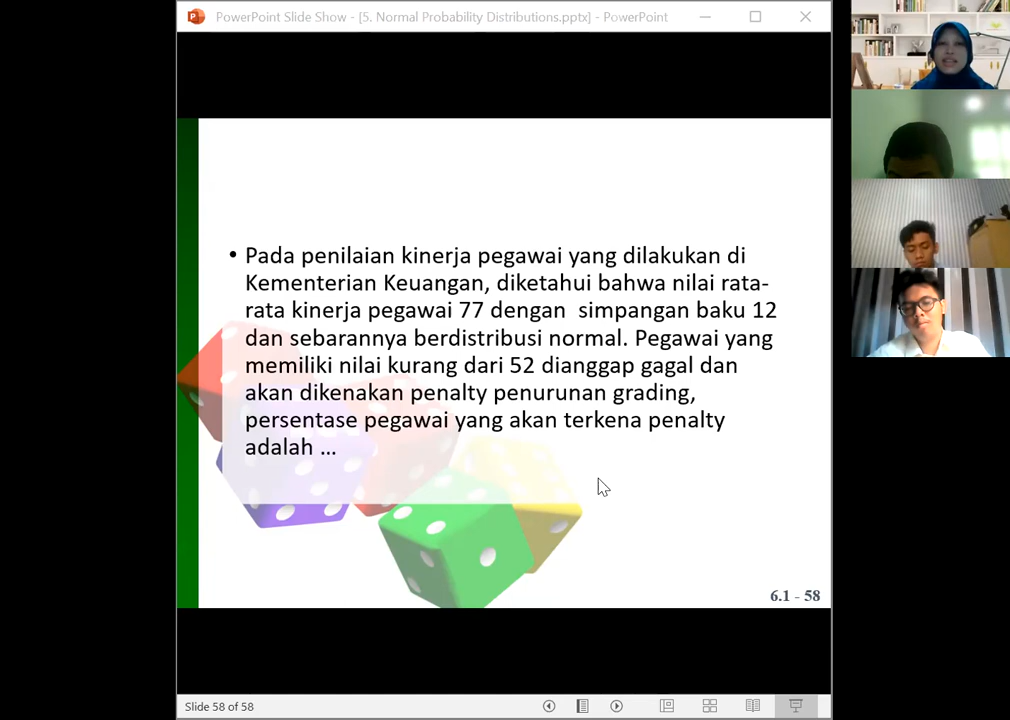 PowerPoint Slide Show - [5. Normal Probability Distributions.pptx] - PowerPoint
• Pada penilaian kinerja pegawai yang dilakukan di
Kementerian Keuangan, diketahui bahwa nilai rata-
rata kinerja pegawai 77 dengan  simpangan baku 12
dan sebarannya berdistribusi normal. Pegawai yang
memiliki nilai kurang dari 52 dianggap gagal dan
akan dikenakan penalty penurunan grading,
persentase pegawai yang akan terkena penalty
adalah ...
6.1 - 58
Slide 58 of 58